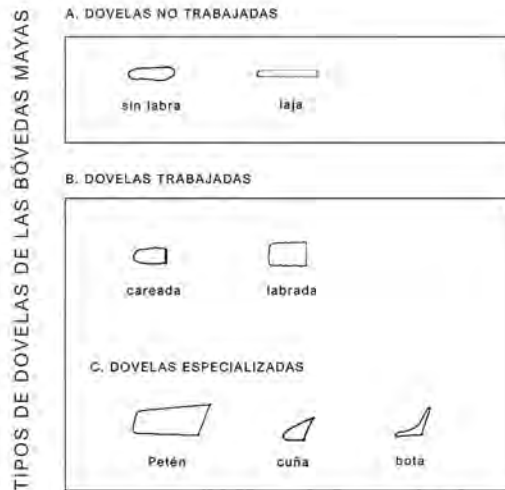 TIPOS DE DOVELAS DE LAS BÓVEDAS MAYAS
A. DOVELAS NO TRABAJADAS
sin labra laja
B. DOVELAS TRABAJADAS
careada labrada
C. DOVELAS ESPECIALIZADAS
Petén cuña bota